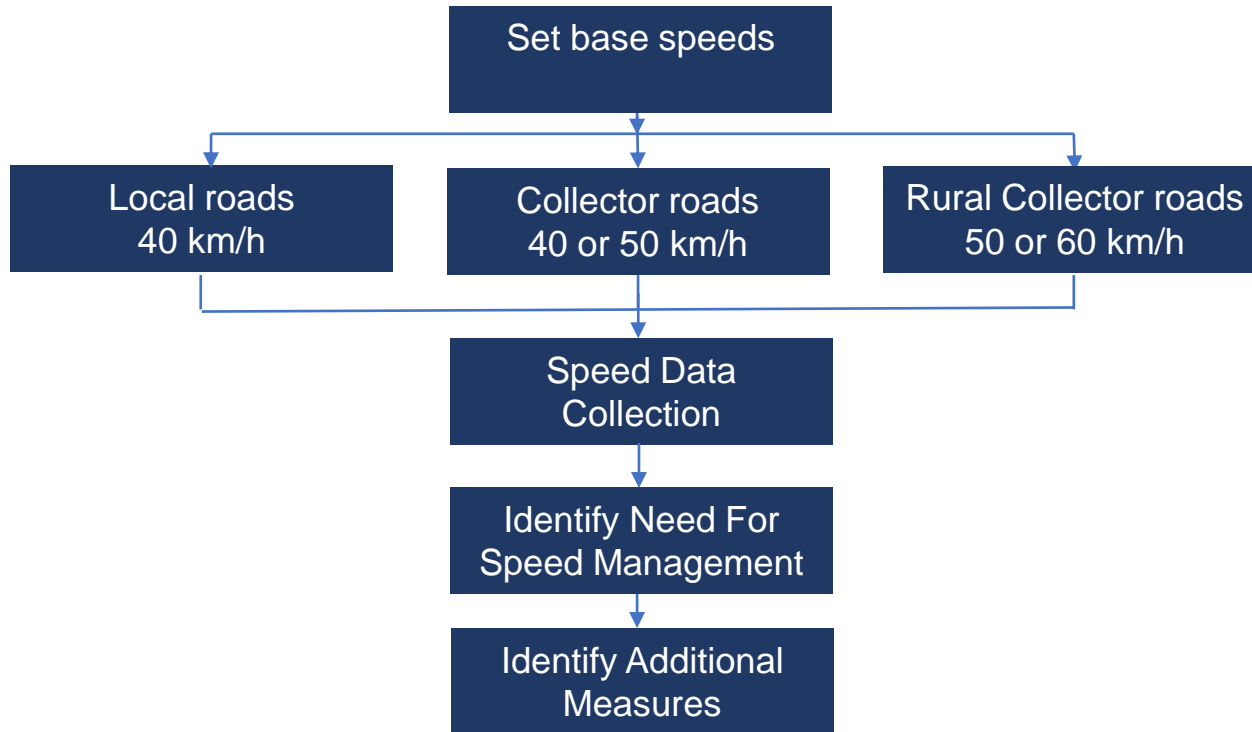 Set base speeds
Local roads
40 km/h
Collector roads
40 or 50 km/h
Rural Collector roads
50 or 60 km/h
Speed Data
Collection
Identify Need For
Speed Management
Identify Additional
Measures